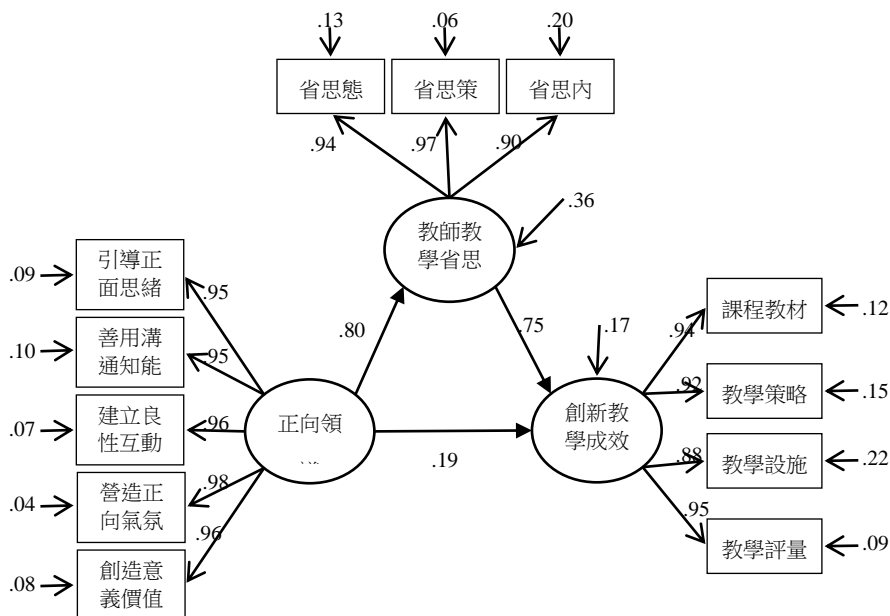 .13
.06
.20
省思態
省思策
省思內
.94
.97
.90
教師教
學省思
.36
引導正
面思緒
.09
.95
善用溝
通知能
.10
.95
建立良
性互動
.07
.96
營造正
向氣氛
.04
.98
創造意
義價值
.08
.96
正向領
.80
.75
.19
.17
創新教
學成效
課程教材
.94
.12
教學策略
.92
.15
教學設施
.88
.22
教學評量
.95
.09